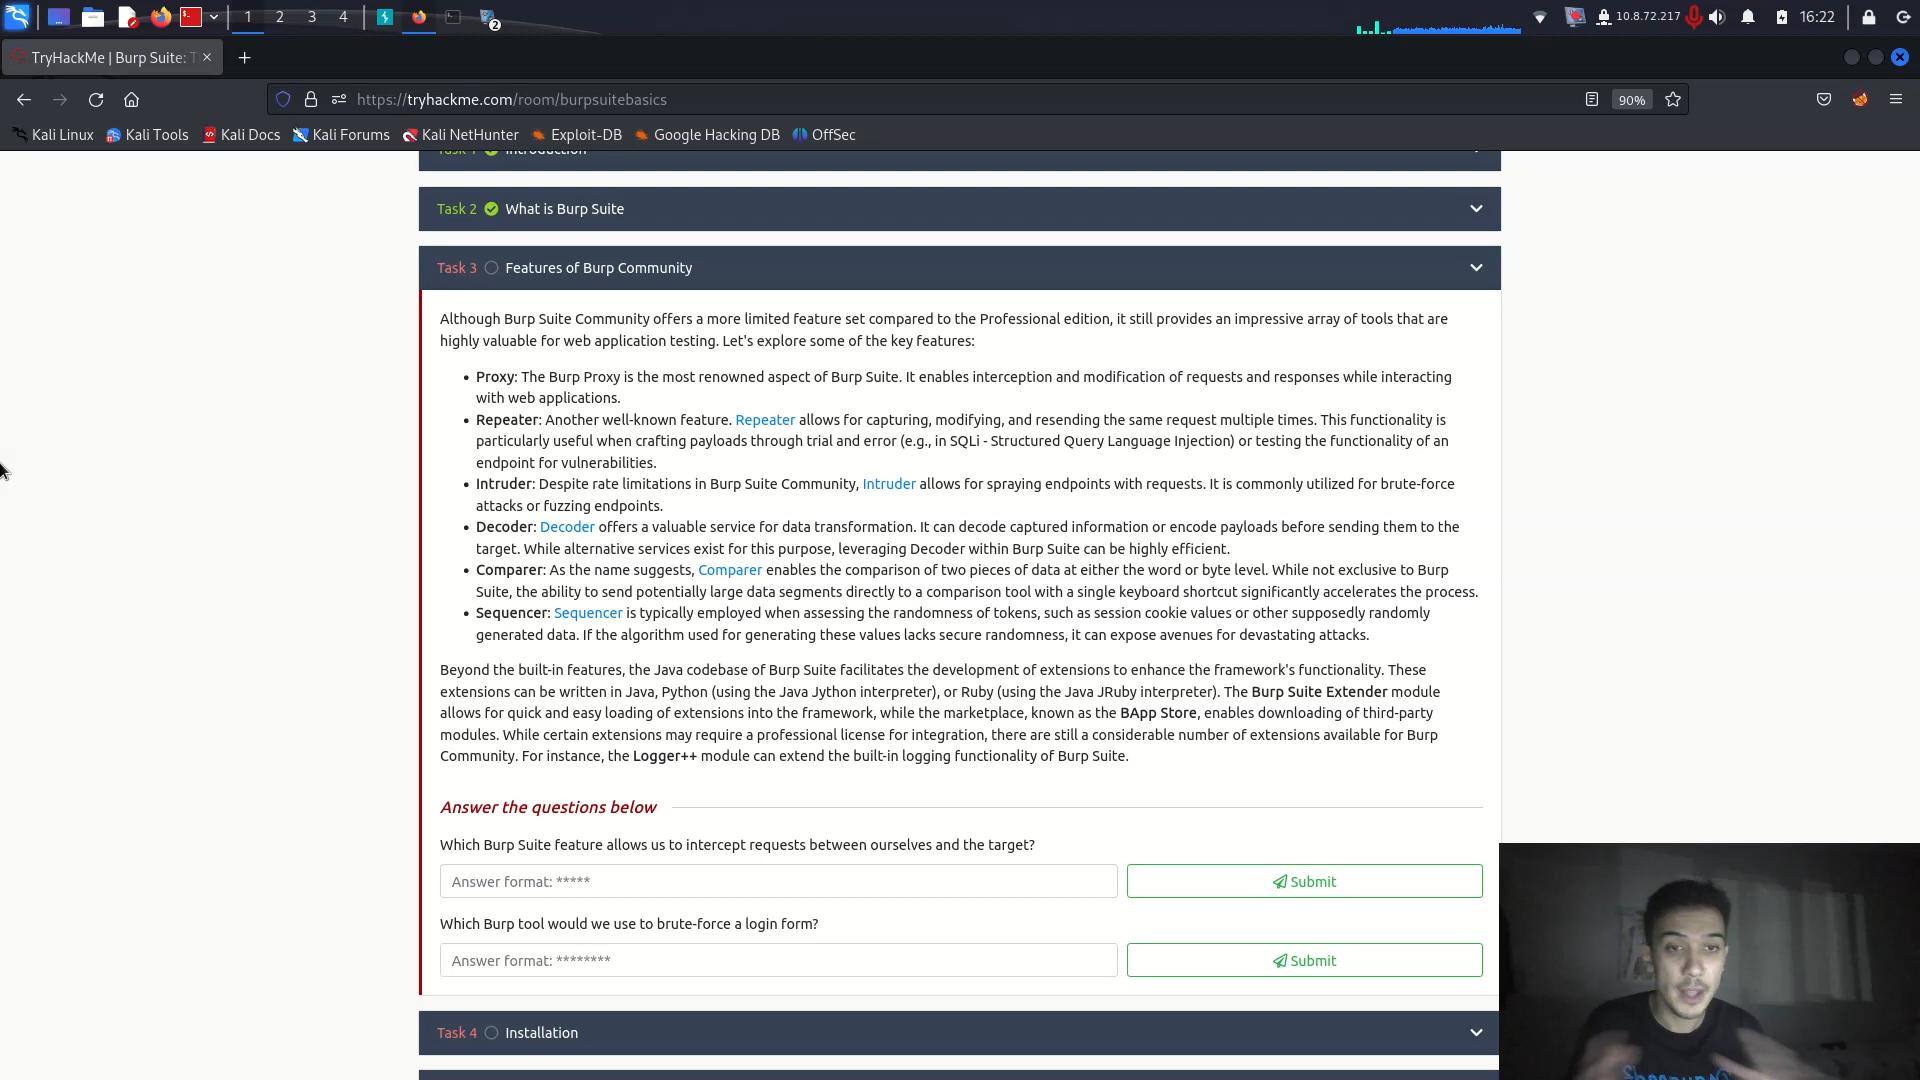 1 2 3 4
2
10.8.72.217
16:22
TryHackMe | Burp Suite: T
https://tryhackme.com/room/burpsuitebasics
90%
Kali Linux Kali Tools Kali Docs Kali Forums Kali NetHunter Exploit-DB Google Hacking DB OffSec
Task 1 Introduction
Task 2 What is Burp Suite
Task 3 Features of Burp Community
Although Burp Suite Community offers a more limited feature set compared to the Professional edition, it still provides an impressive array of tools that are
highly valuable for web application testing. Let's explore some of the key features:
• Proxy: The Burp Proxy is the most renowned aspect of Burp Suite. It enables interception and modification of requests and responses while interacting
with web applications.
• Repeater: Another well-known feature. Repeater allows for capturing, modifying, and resending the same request multiple times. This functionality is
particularly useful when crafting payloads through trial and error (e.g., in SQLi - Structured Query Language Injection) or testing the functionality of an
endpoint for vulnerabilities.
• Intruder: Despite rate limitations in Burp Suite Community, Intruder allows for spraying endpoints with requests. It is commonly utilized for brute-force
attacks or fuzzing endpoints.
• Decoder: Decoder offers a valuable service for data transformation. It can decode captured information or encode payloads before sending them to the
target. While alternative services exist for this purpose, leveraging Decoder within Burp Suite can be highly efficient.
• Comparer: As the name suggests, Comparer enables the comparison of two pieces of data at either the word or byte level. While not exclusive to Burp
Suite, the ability to send potentially large data segments directly to a comparison tool with a single keyboard shortcut significantly accelerates the process.
• Sequencer: Sequencer is typically employed when assessing the randomness of tokens, such as session cookie values or other supposedly randomly
generated data. If the algorithm used for generating these values lacks secure randomness, it can expose avenues for devastating attacks.
Beyond the built-in features, the Java codebase of Burp Suite facilitates the development of extensions to enhance the framework's functionality. These
extensions can be written in Java, Python (using the Java Jython interpreter), or Ruby (using the Java JRuby interpreter). The Burp Suite Extender module
allows for quick and easy loading of extensions into the framework, while the marketplace, known as the BApp Store, enables downloading of third-party
modules. While certain extensions may require a professional license for integration, there are still a considerable number of extensions available for Burp
Community. For instance, the Logger++ module can extend the built-in logging functionality of Burp Suite.
Answer the questions below
Which Burp Suite feature allows us to intercept requests between ourselves and the target?
Answer format: *****
Submit
Which Burp tool would we use to brute-force a login form?
Answer format: ********
Submit
Task 4 Installation